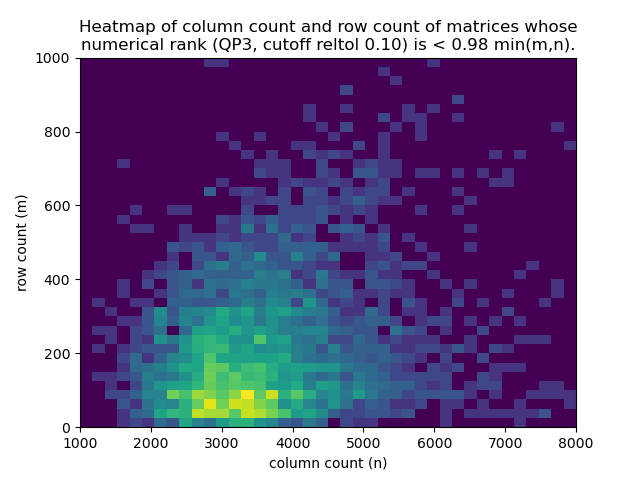 Heatmap of column count and row count of matrices whose
numerical rank (QP3, cutoff reltol 0.10) is < 0.98 min(m,n).
1000
800
600
400
200
0
row count (m)
1000 2000 3000 4000 5000 6000 7000 8000
column count (n)